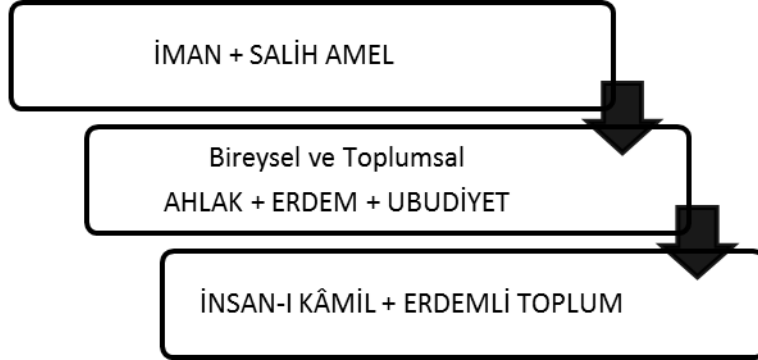 İMAN + SALİH AMEL
Bireysel ve Toplumsal
AHLAK + ERDEM + UBUDİYET
İNSAN-I KÂMİL + ERDEMLİ TOPLUM